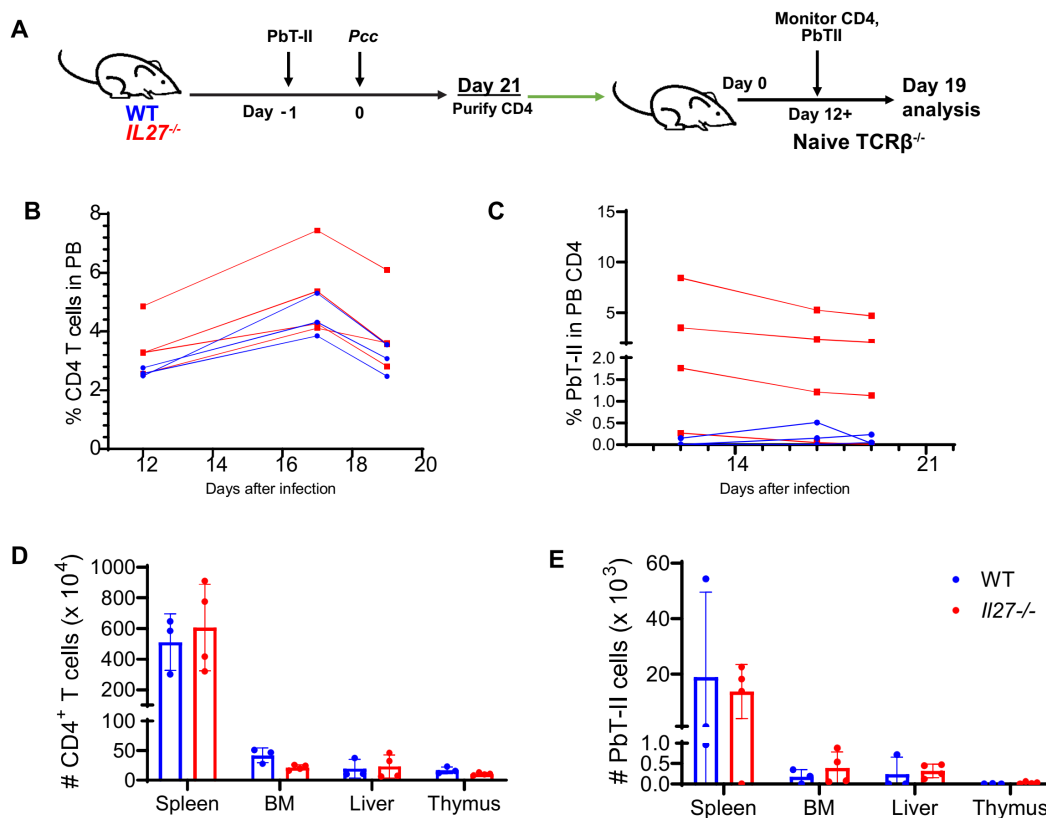 A
PbT-II
Pcc
WT
IL27-/-
Day -1
0
Day 21
Purify CD4
Monitor CD4,
PbTII
Day 0
Day 12+
Day 19
analysis
Naive TCRβ-/-
B
% CD4 T cells in PB
8
6
4
2
0
12
14
16
18
20
Days after infection
C
% PbT-II in PB CD4
15
10
5
2.0
1.5
1.0
0.5
0.0
14
21
Days after infection
D
# CD4+ T cells (x 10^4)
1000
800
600
400
200
100
50
0
Spleen
BM
Liver
Thymus
E
# PbT-II cells (x 10^3)
60
40
20
1.0
0.5
0.0
Spleen
BM
Liver
Thymus
WT
Il27-/-